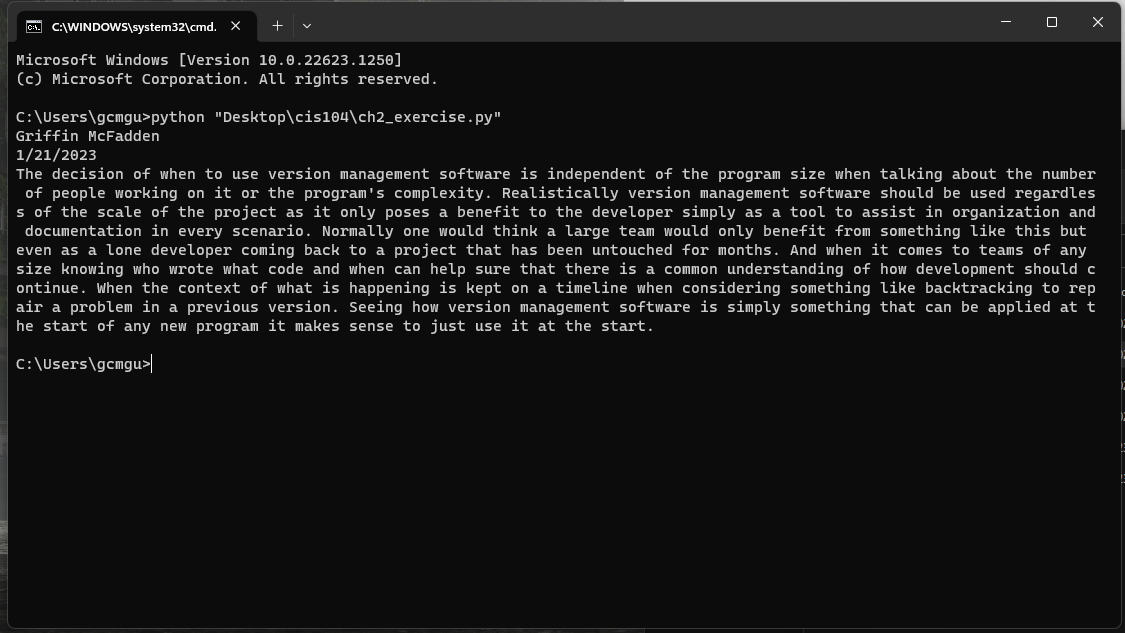 C:\WINDOWS\system32\cmd.
Microsoft Windows [Version 10.0.22623.1250]
(c) Microsoft Corporation. All rights reserved.
C:\Users\gcmgu>python "Desktop\cis104\ch2_exercise.py"
Griffin McFadden
1/21/2023
The decision of when to use version management software is independent of the program size when talking about the number
of people working on it or the program's complexity. Realistically version management software should be used regardles
s of the scale of the project as it only poses a benefit to the developer simply as a tool to assist in organization and
documentation in every scenario. Normally one would think a large team would only benefit from something like this but
even as a lone developer coming back to a project that has been untouched for months. And when it comes to teams of any
size knowing who wrote what code and when can help sure that there is a common understanding of how development should c
ontinue. When the context of what is happening is kept on a timeline when considering something like backtracking to rep
air a problem in a previous version. Seeing how version management software is simply something that can be applied at t
he start of any new program it makes sense to just use it at the start.
C:\Users\gcmgu>